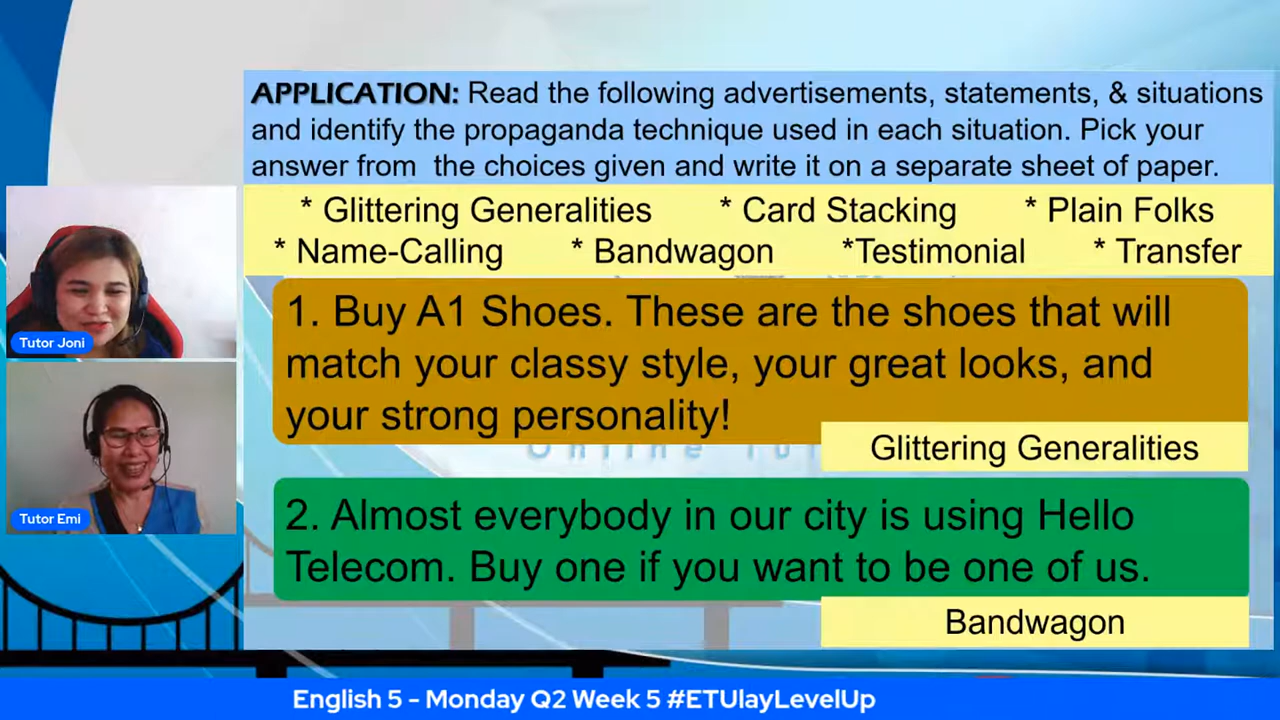 APPLICATION: Read the following advertisements, statements, & situations
and identify the propaganda technique used in each situation. Pick your
answer from the choices given and write it on a separate sheet of paper.
* Glittering Generalities * Card Stacking * Plain Folks
* Name-Calling * Bandwagon *Testimonial * Transfer
1. Buy A1 Shoes. These are the shoes that will
match your classy style, your great looks, and
your strong personality!
Glittering Generalities
Online
2. Almost everybody in our city is using Hello
Telecom. Buy one if you want to be one of us.
Bandwagon
Tutor Joni
Tutor Emi
English 5 - Monday Q2 Week 5 #ETUlayLevelUp